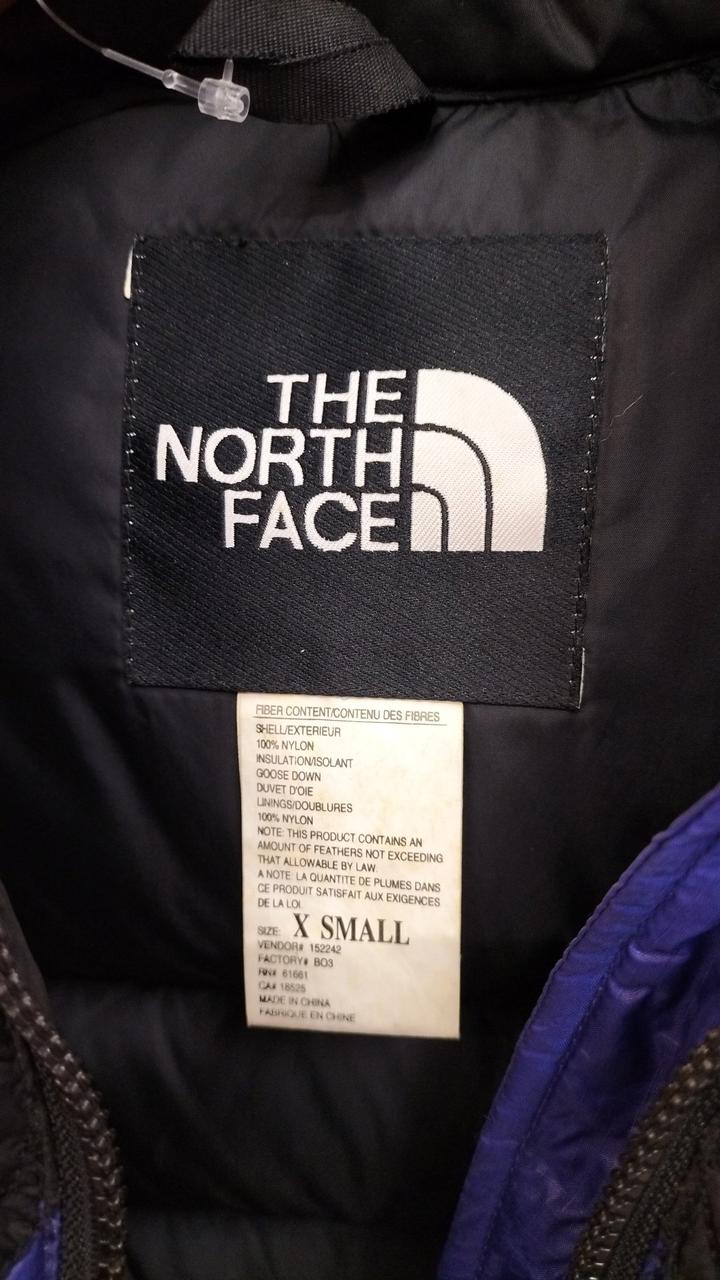 THE
NORTH
FACE
FIBER CONTENT/CONTENU DES FIBRES
SHELL/EXTERIEUR
100% NYLON
INSULATION/ISOLANT
GOOSE DOWN
DUVET D'OIE
LININGS/DOUBLURES
100% NYLON
NOTE: THIS PRODUCT CONTAINS AN
AMOUNT OF FEATHERS NOT EXCEEDING
THAT ALLOWABLE BY LAW.
A NOTE: LA QUANTITE DE PLUMES DANS
CE PRODUIT SATISFAIT AUX EXIGENCES
DE LA LOI.
SIZE: X SMALL
VENDOR# 152242
FACTORY# BO3
RN# 61661
CA# 18525
MADE IN CHINA
FABRIQUE EN CHINE